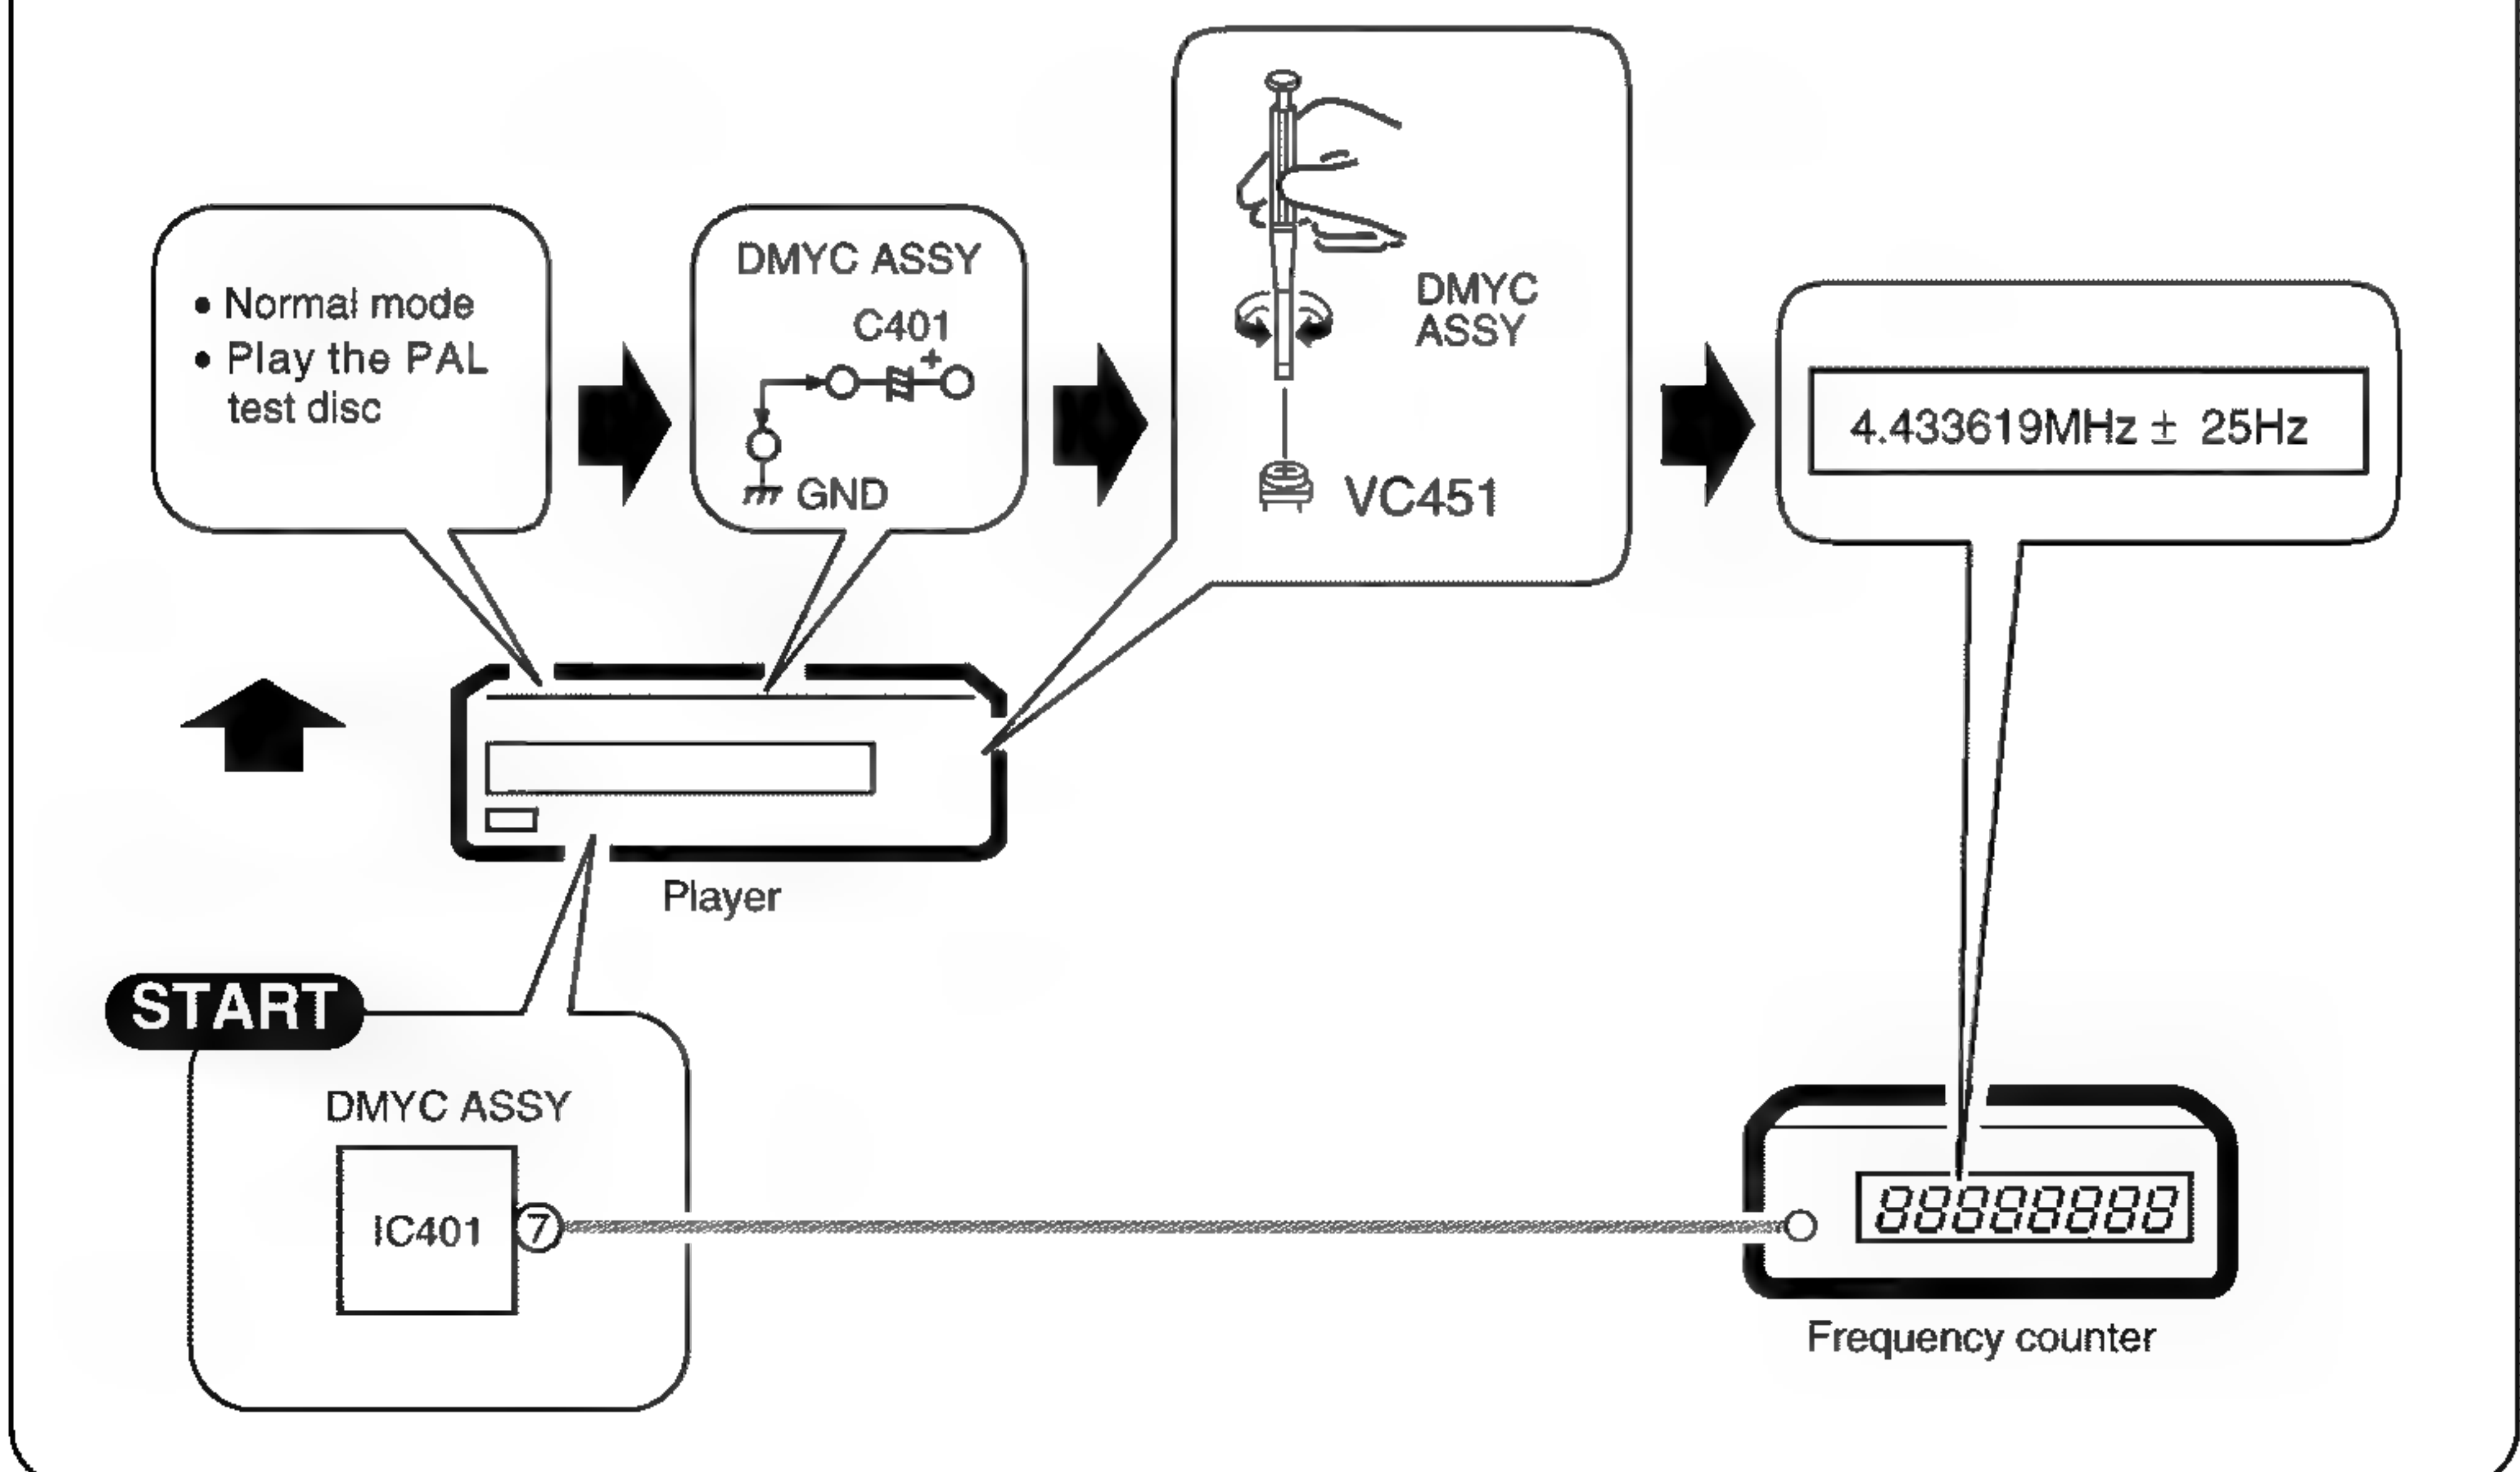 • Normal mode
• Play the PAL
test disc
DMYC ASSY
C401
+
GND
DMYC
ASSY
VC451
4.433619MHz ± 25Hz
Player
START
DMYC ASSY
IC401
7
88888888
Frequency counter